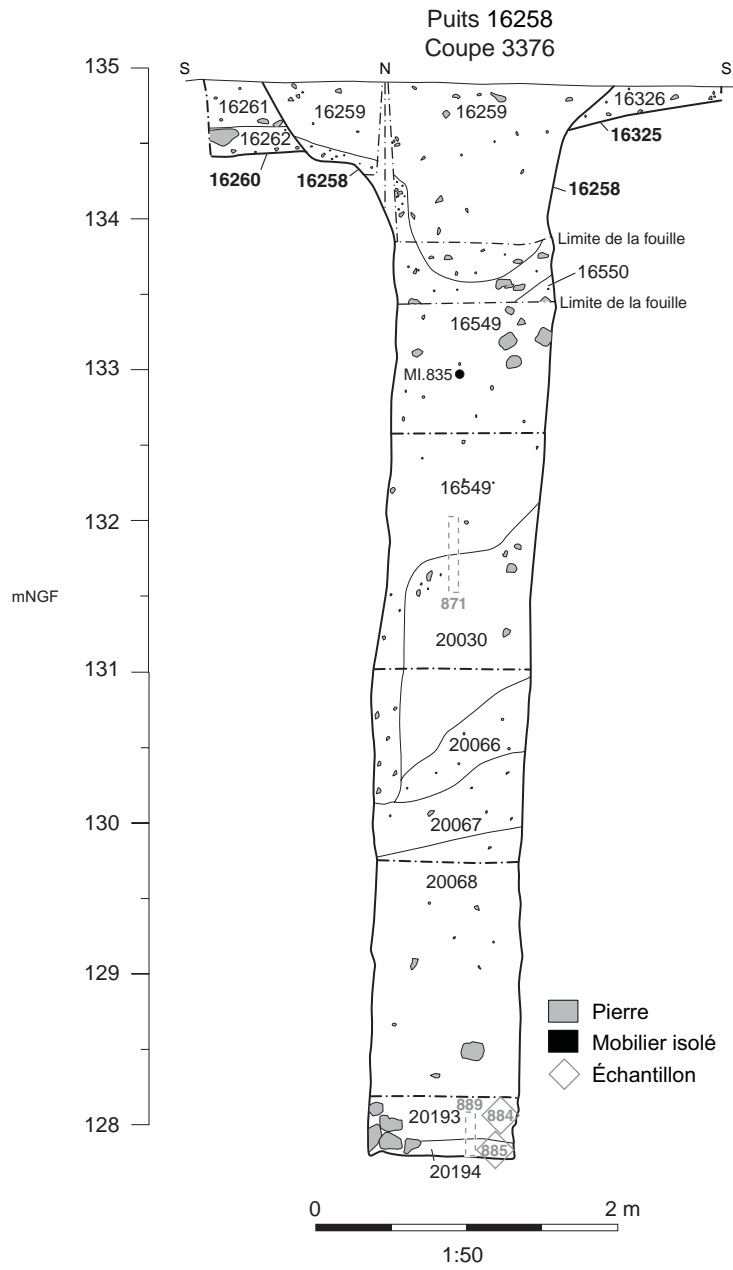 Puits 16258
Coupe 3376
135
S
N
S
16261
16259
16259
16326
16262
16325
16260
16258
16258
134
Limite de la fouille
16550
Limite de la fouille
16549
133
MI.835
16549
132
mNGF
871
20030
131
20066
130
20067
20068
129
Pierre
Mobilier isolé
Échantillon
128
889
20193
884
885
20194
0
2 m
1:50